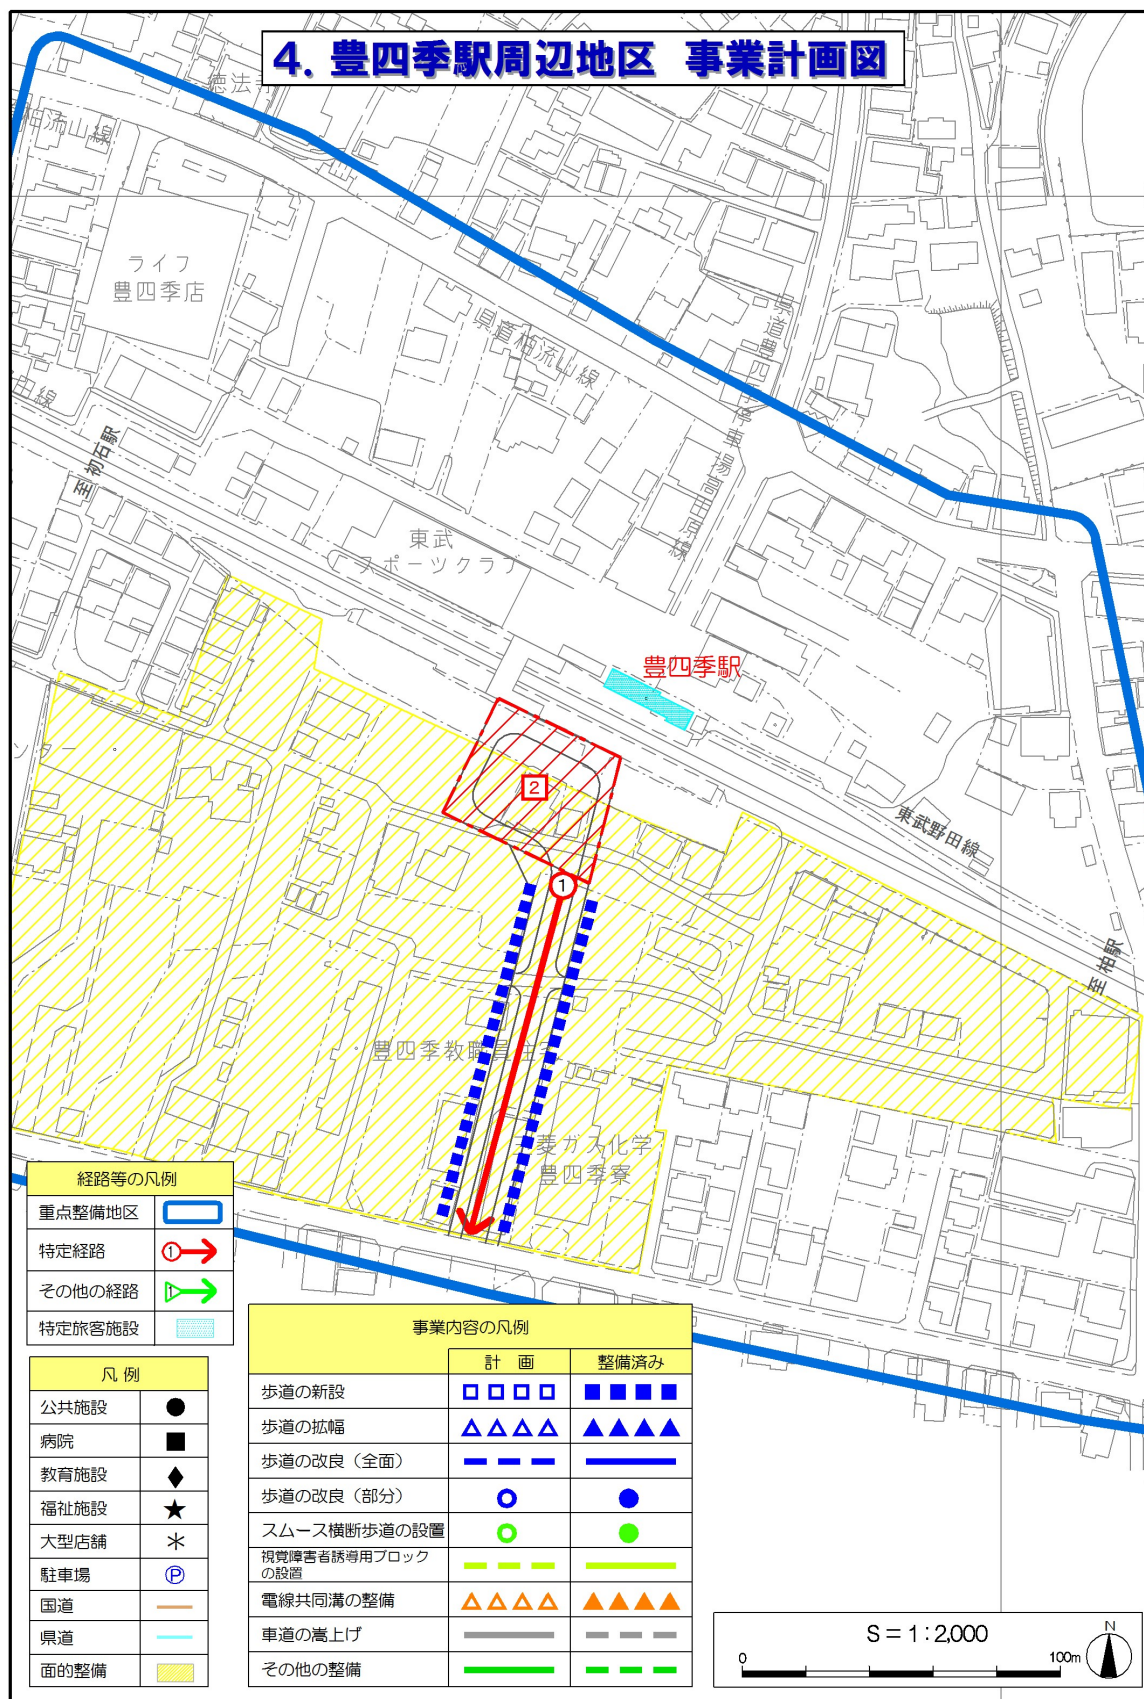 4. 豊四季駅周辺地区 事業計画図
徳法寺
柏流山線
ライフ
豊四季店
県道柏流山線
田線
至 初石駅
東武
スポーツクラブ
豊四季駅
2
東武野田線
1
至 柏駅
豊四季教職員住宅
三菱ガス化学
豊四季寮
経路等の凡例
重点整備地区
特定経路 1
その他の経路 1
特定旅客施設
凡 例
公共施設
病院
教育施設
福祉施設
大型店舗
駐車場 P
国道
県道
面的整備
事業内容の凡例
計 画 整備済み
歩道の新設
歩道の拡幅
歩道の改良（全面）
歩道の改良（部分）
スムース横断歩道の設置
視覚障害者誘導用ブロック
の設置
電線共同溝の整備
車道の嵩上げ
その他の整備
S = 1 : 2,000
0 100m
N